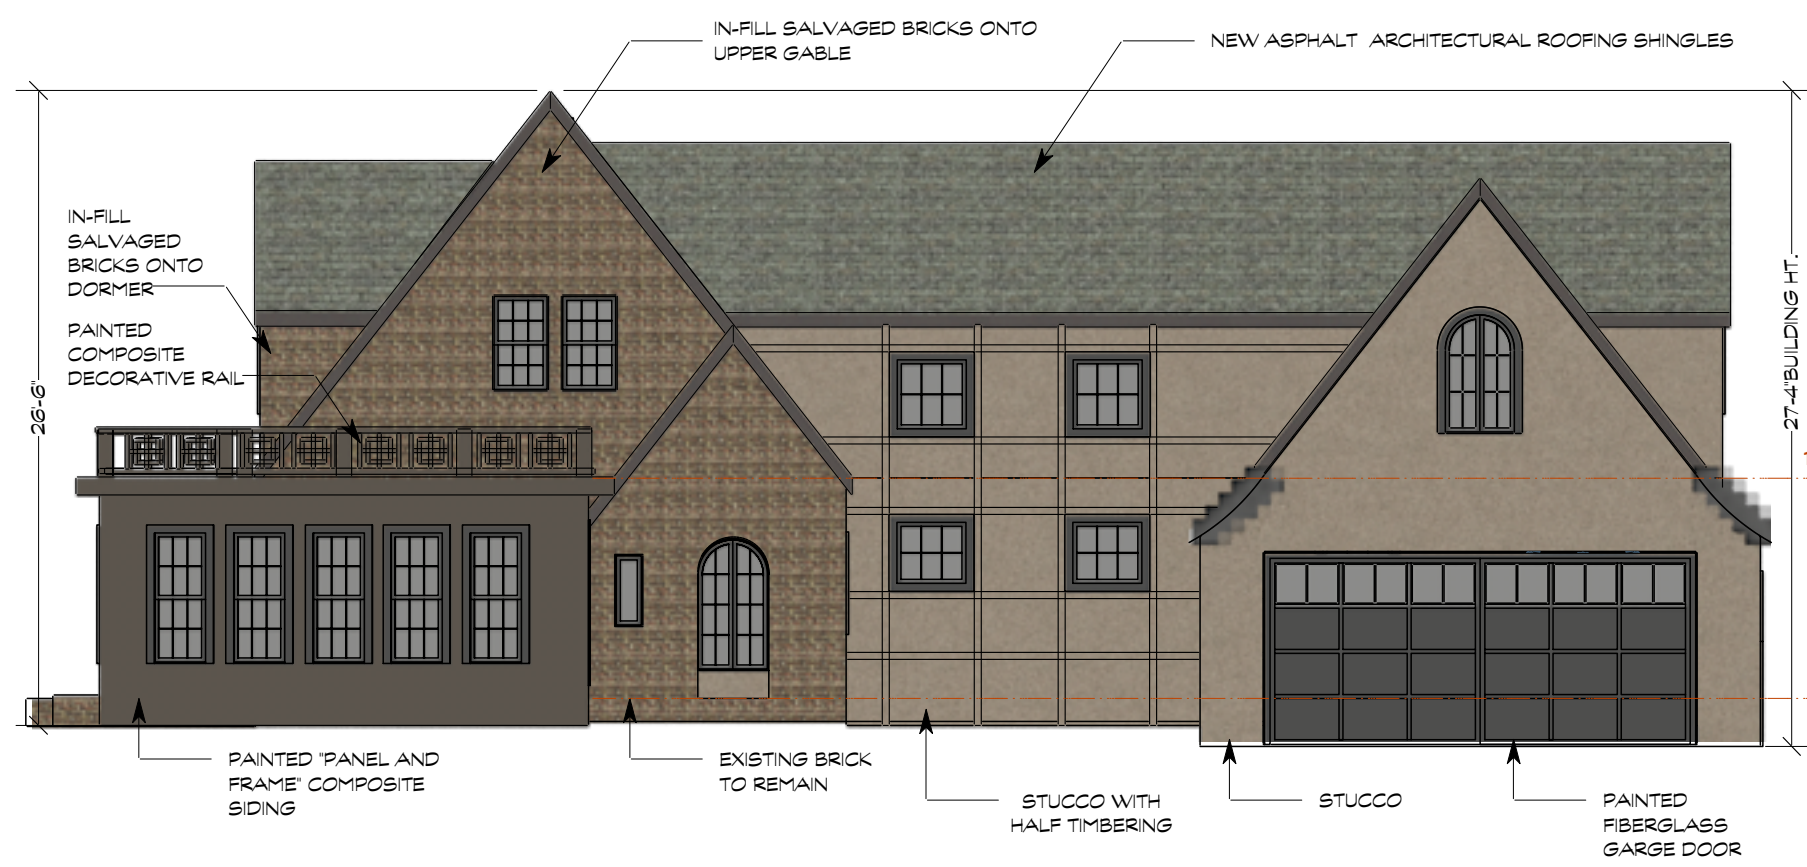 IN-FILL SALVAGED BRICKS ONTO
UPPER GABLE
NEW ASPHALT ARCHITECTURAL ROOFING SHINGLES
IN-FILL
SALVAGED
BRICKS ONTO
DORMER
PAINTED
COMPOSITE
DECORATIVE RAIL
26'-6"
27'-4"BUILDING HT.
PAINTED "PANEL AND
FRAME" COMPOSITE
SIDING
EXISTING BRICK
TO REMAIN
STUCCO WITH
HALF TIMBERING
STUCCO
PAINTED
FIBERGLASS
GARGE DOOR